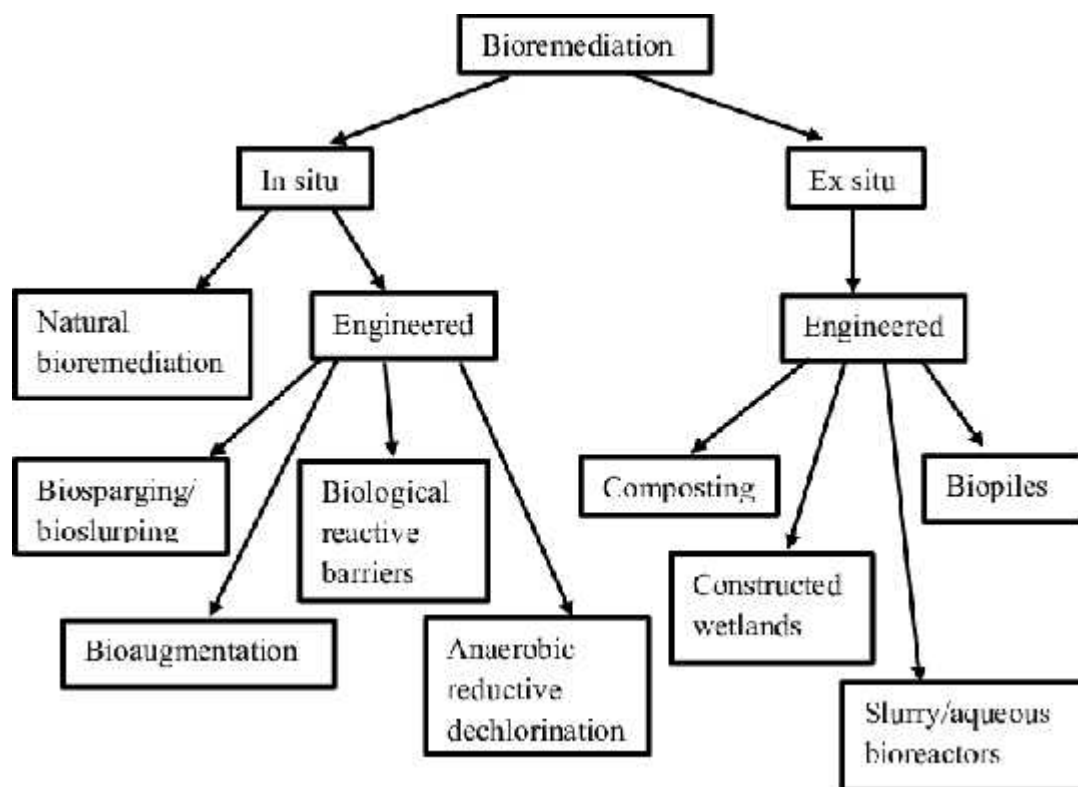 Bioremediation
In situ
Ex situ
Natural
bioremediation
Engineered
Engineered
Biosparging/
bioslurping
Biological
reactive
barriers
Composting
Biopiles
Bioaugmentation
Anaerobic
reductive
dechlorination
Constructed
wetlands
Slurry/aqueous
bioreactors